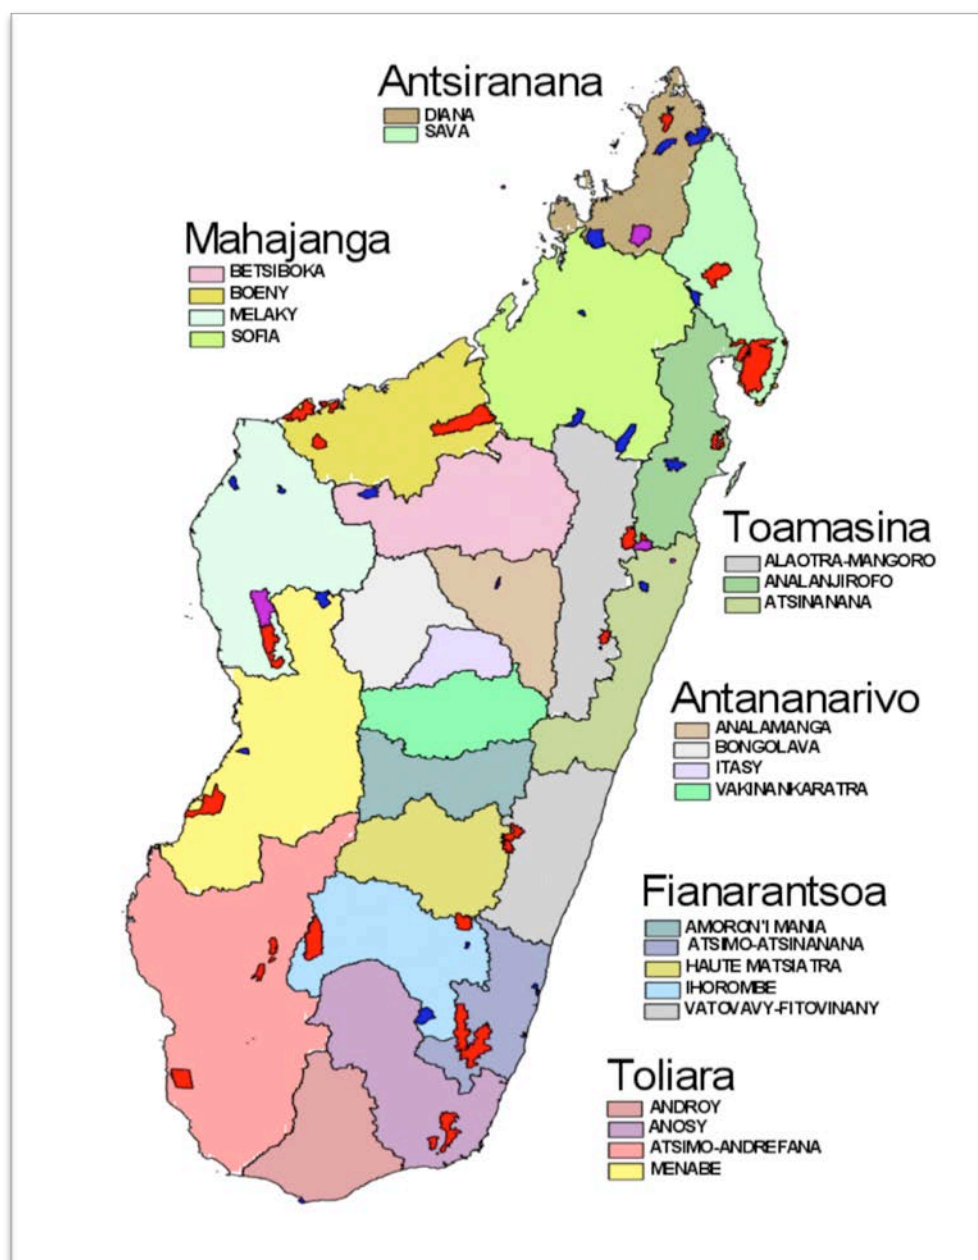 Antsiranana
DIANA
SAVA
Mahajanga
BETSIBOKA
BOENY
MELAKY
SOFIA
Toamasina
ALAOTRA-MANGORO
ANALANJIROFO
ATSINANANA
Antananarivo
ANALAMANGA
BONGOLAVA
ITASY
VAKINANKARATRA
Fianarantsoa
AMORON'I MANIA
ATSIMO-ATSINANANA
HAUTE MATSIATRA
IHOROMBE
VATOVAVY-FITOVINANY
Toliara
ANDROY
ANOSY
ATSIMO-ANDREFANA
MENABE